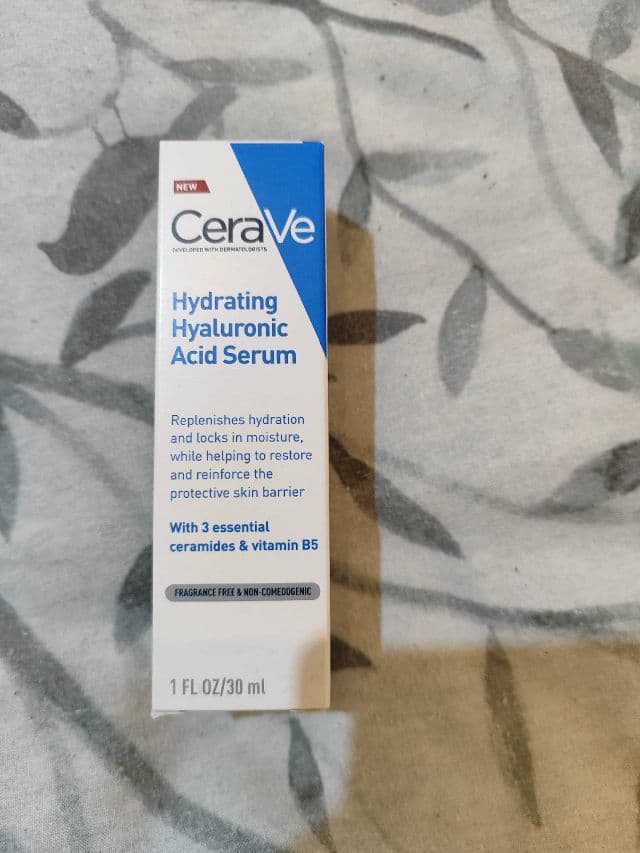 NEW
CeraVe
DEVELOPED WITH DERMATOLOGISTS
Hydrating
Hyaluronic
Acid Serum
Replenishes hydration
and locks in moisture,
while helping to restore
and reinforce the
protective skin barrier
With 3 essential
ceramides & vitamin B5
FRAGRANCE FREE & NON-COMEDOGENIC
1 FL OZ/30 ml